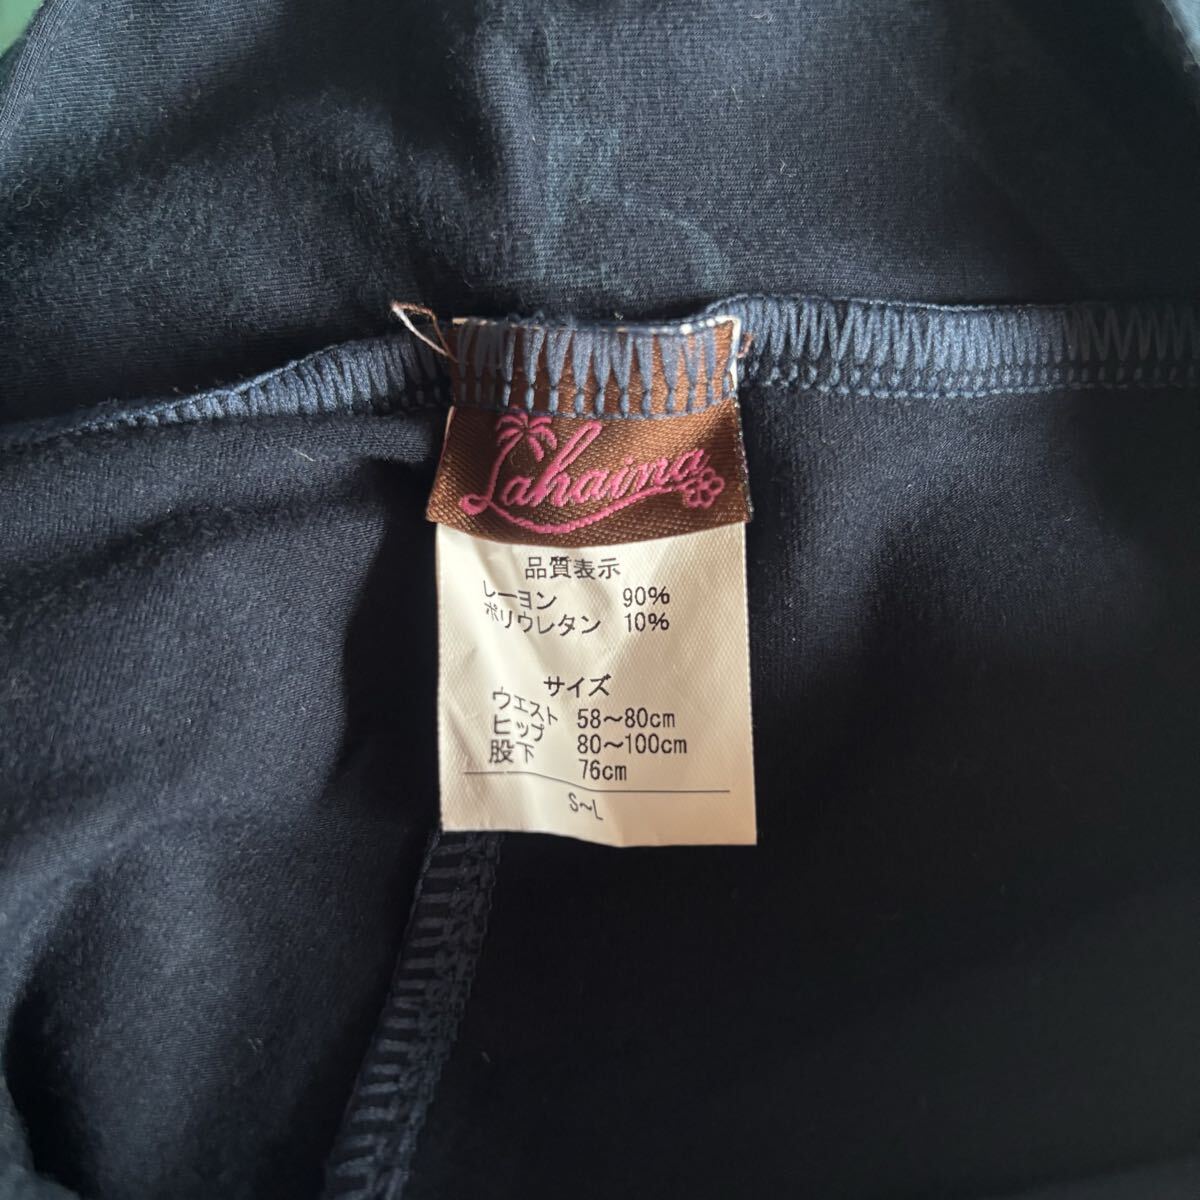 Lahaina
品質表示
レーヨン 90%
ポリウレタン 10%
サイズ
ウエスト 58～80cm
ヒップ 80～100cm
股下 76cm
S～L